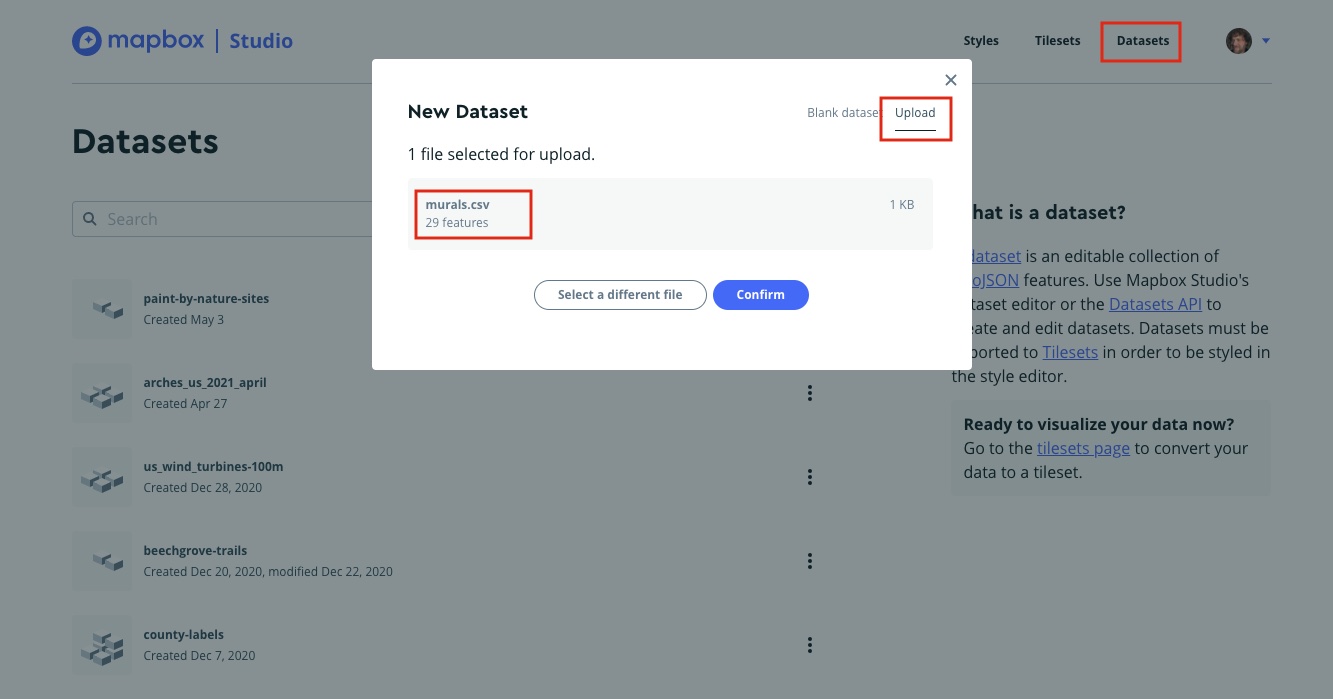 mapbox | Studio
Styles
Tilesets
Datasets
Datasets
Search
New Dataset
Blank dataset
Upload
1 file selected for upload.
murals.csv
29 features
1 KB
Select a different file
Confirm
paint-by-nature-sites
Created May 3
arches_us_2021_april
Created Apr 27
us_wind_turbines-100m
Created Dec 28, 2020
beechgrove-trails
Created Dec 20, 2020, modified Dec 22, 2020
county-labels
Created Dec 7, 2020
hat is a dataset?
dataset is an editable collection of
oJSON features. Use Mapbox Studio's
taset editor or the Datasets API to
eate and edit datasets. Datasets must be
ported to Tilesets in order to be styled in
the style editor.
Ready to visualize your data now?
Go to the tilesets page to convert your
data to a tileset.